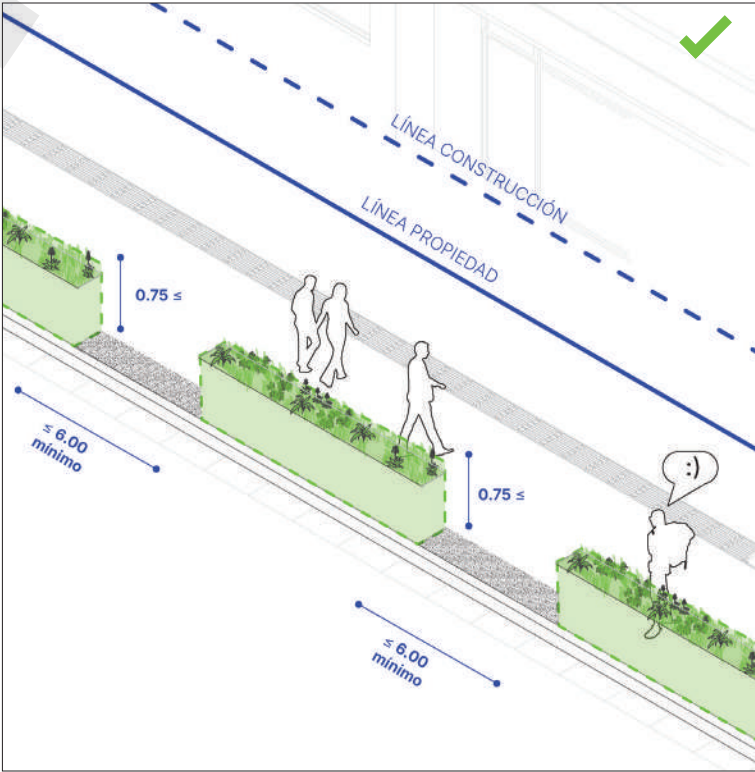 LÍNEA CONSTRUCCIÓN
LÍNEA PROPIEDAD
0.75 ≤
≤ 6.00
mínimo
:)
0.75 ≤
≤ 6.00
mínimo